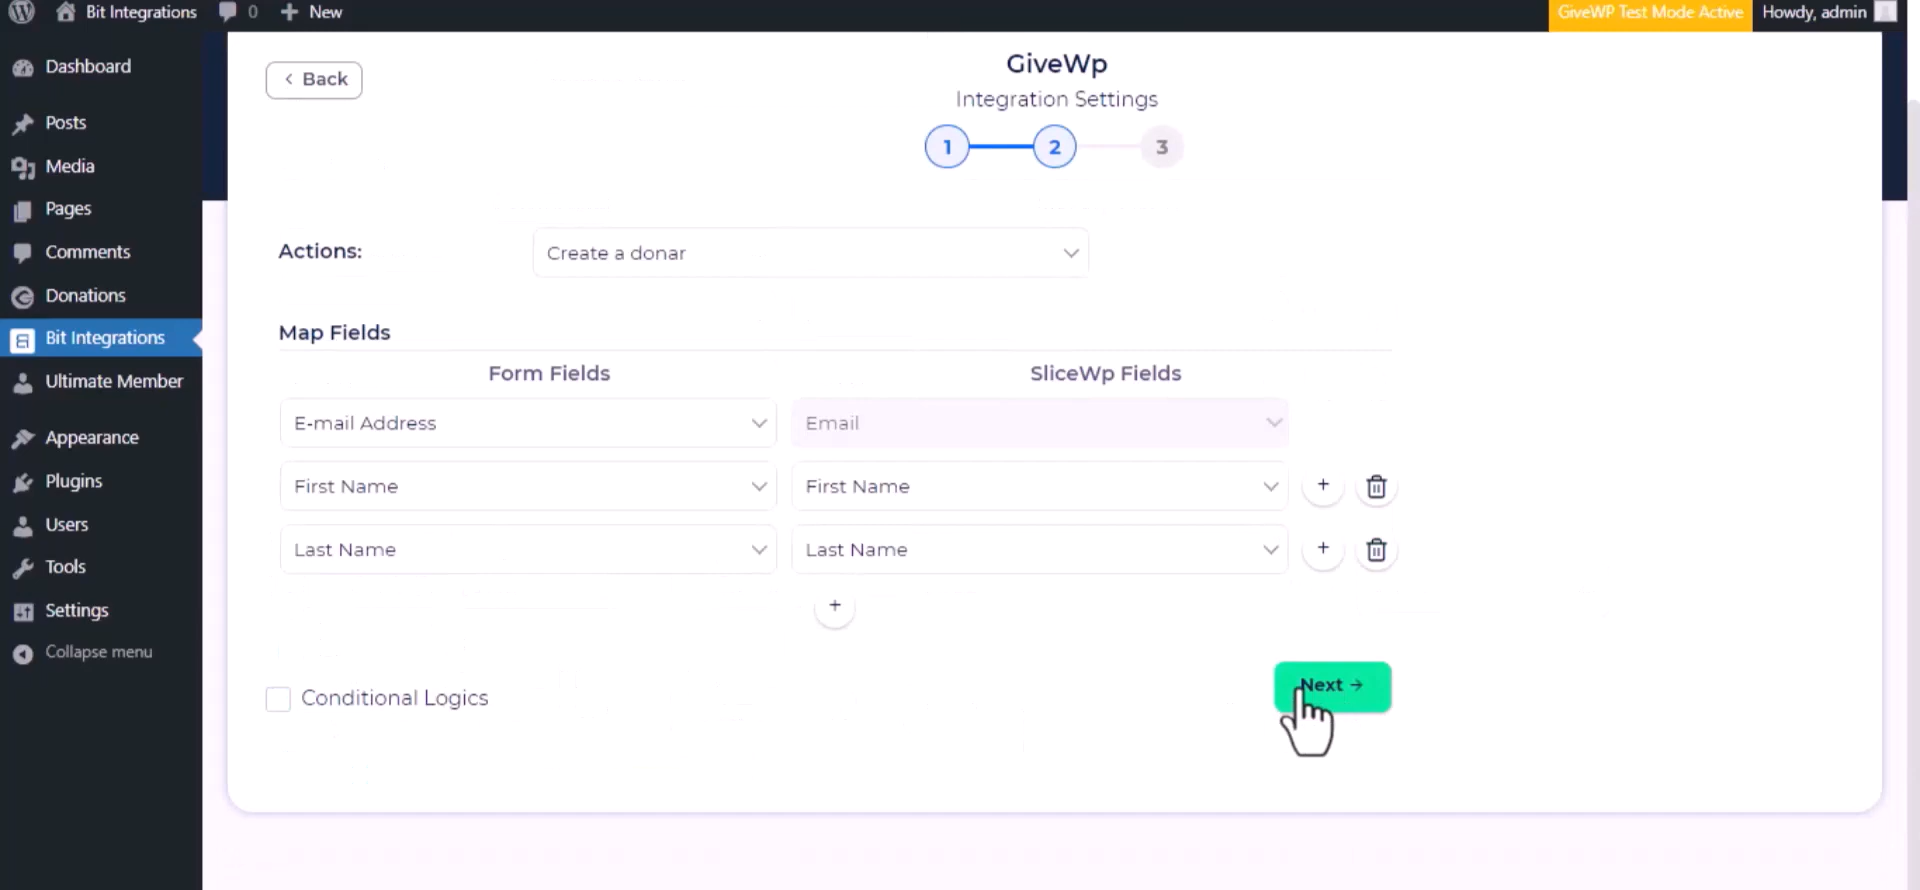 Bit Integrations 0 New GiveWP Test Mode Active Howdy, admin
Dashboard
Posts
Media
Pages
Comments
Donations
Bit Integrations
Ultimate Member
Appearance
Plugins
Users
Tools
Settings
Collapse menu
Back
GiveWp
Integration Settings
1 2 3
Actions: Create a donar
Map Fields
Form Fields SliceWp Fields
E-mail Address Email
First Name First Name +
Last Name Last Name +
+
Conditional Logics
Next →